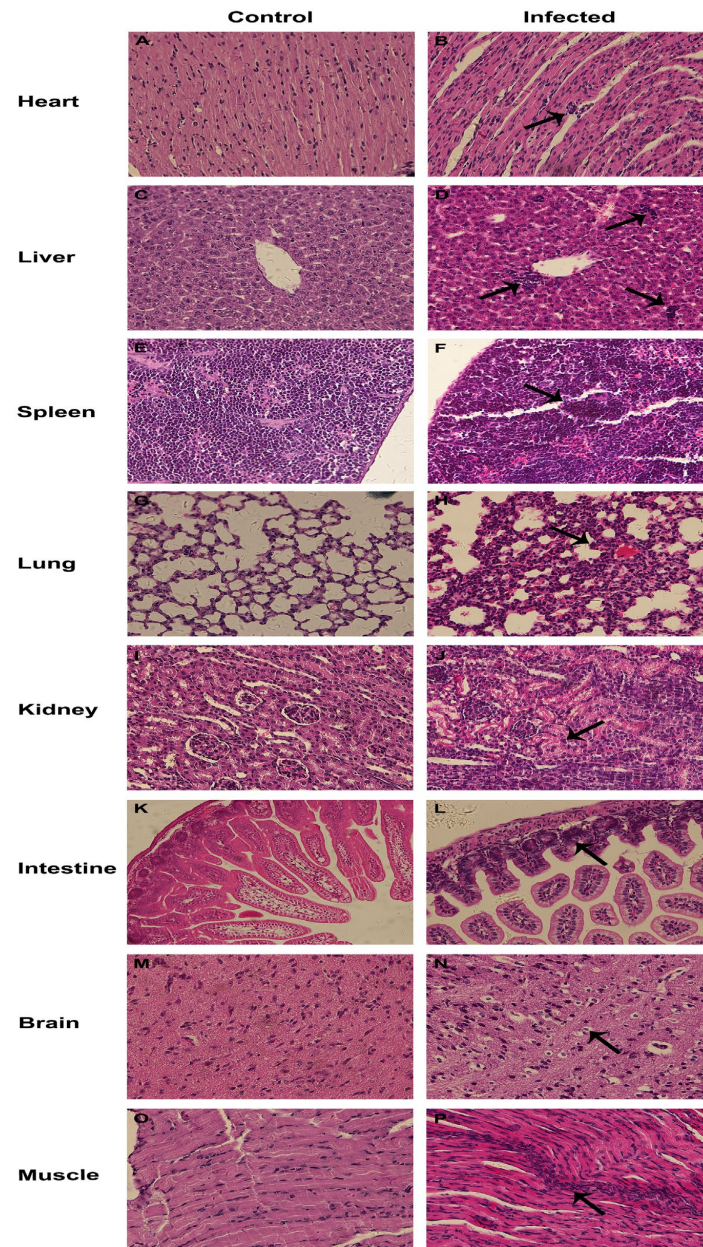 Control Infected
Heart A B
Liver C D
Spleen E F
Lung G H
Kidney I J
Intestine K L
Brain M N
Muscle O P